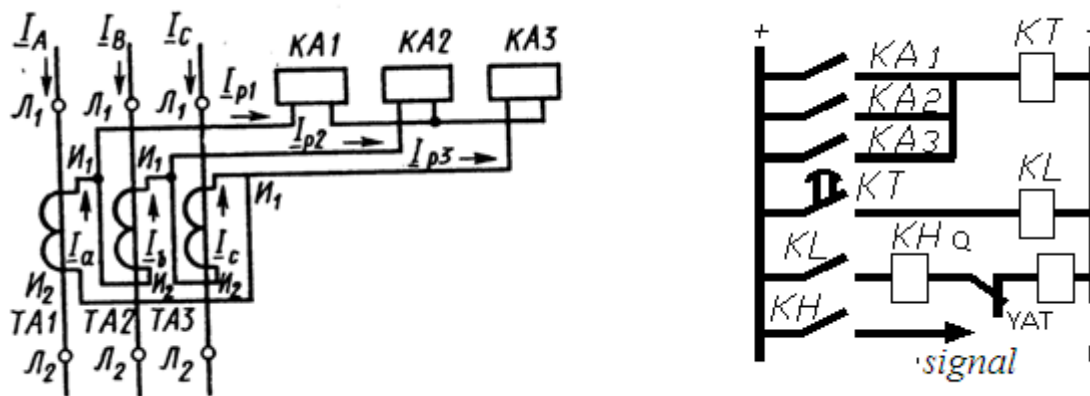 I_A I_B I_C
KA1 KA2 KA3
I_p1
Л1 Л1 Л1
I_p2
I_p3
И1 И1 И1
I_a I_в I_c
И2 И2 И2
TA1 TA2 TA3
Л2 Л2 Л2
+ -
KA1 KT
KA2
KA3
KT KL
KL KH Q
KH YAT
signal